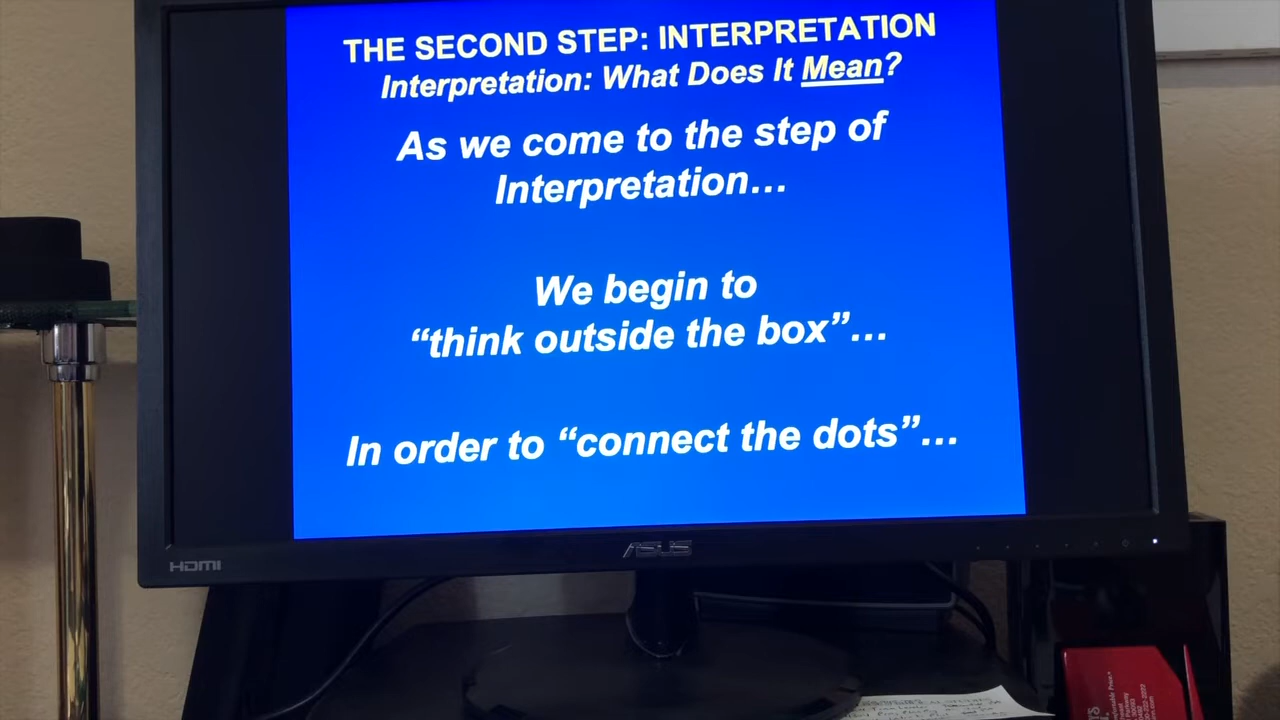 THE SECOND STEP: INTERPRETATION
Interpretation: What Does It Mean?
As we come to the step of
Interpretation…
We begin to
“think outside the box”…
In order to “connect the dots”…
ASUS
HDMI